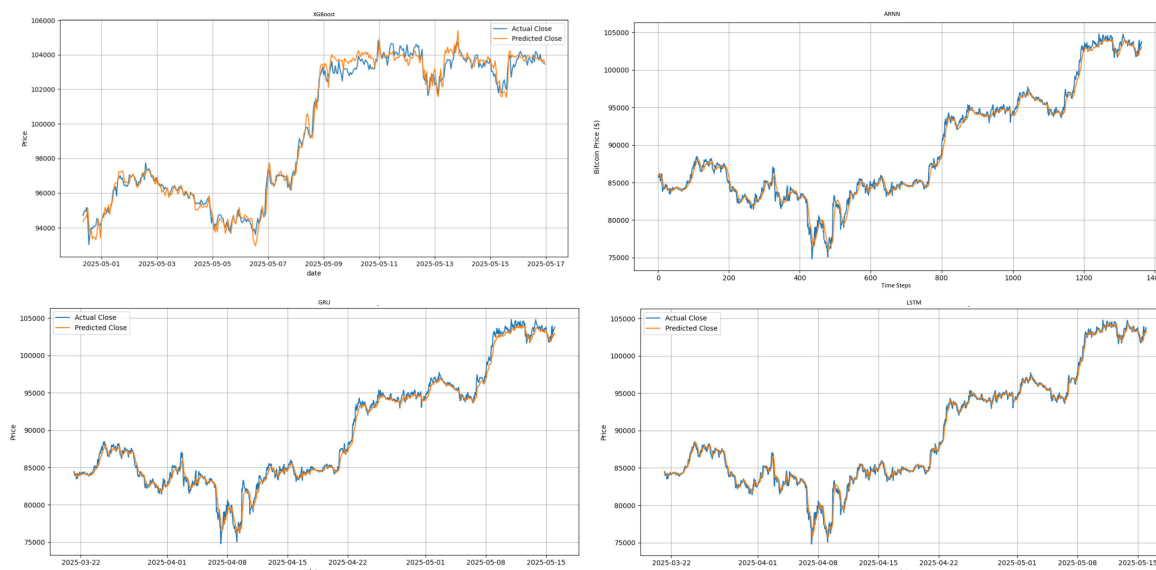 XGBoost
Actual Close
Predicted Close
106000
104000
102000
100000
98000
96000
94000
Price
2025-05-01 2025-05-03 2025-05-05 2025-05-07 2025-05-09 2025-05-11 2025-05-13 2025-05-15 2025-05-17
date
ARNN
105000
100000
95000
90000
85000
80000
75000
Bitcoin Price ($)
0 200 400 600 800 1000 1200 140
Time Steps
GRU
Actual Close
Predicted Close
105000
100000
95000
90000
85000
80000
75000
Price
2025-03-22 2025-04-01 2025-04-08 2025-04-15 2025-04-22 2025-05-01 2025-05-08 2025-05-15
LSTM
Actual Close
Predicted Close
105000
100000
95000
90000
85000
80000
75000
Price
2025-03-22 2025-04-01 2025-04-08 2025-04-15 2025-04-22 2025-05-01 2025-05-08 2025-05-15